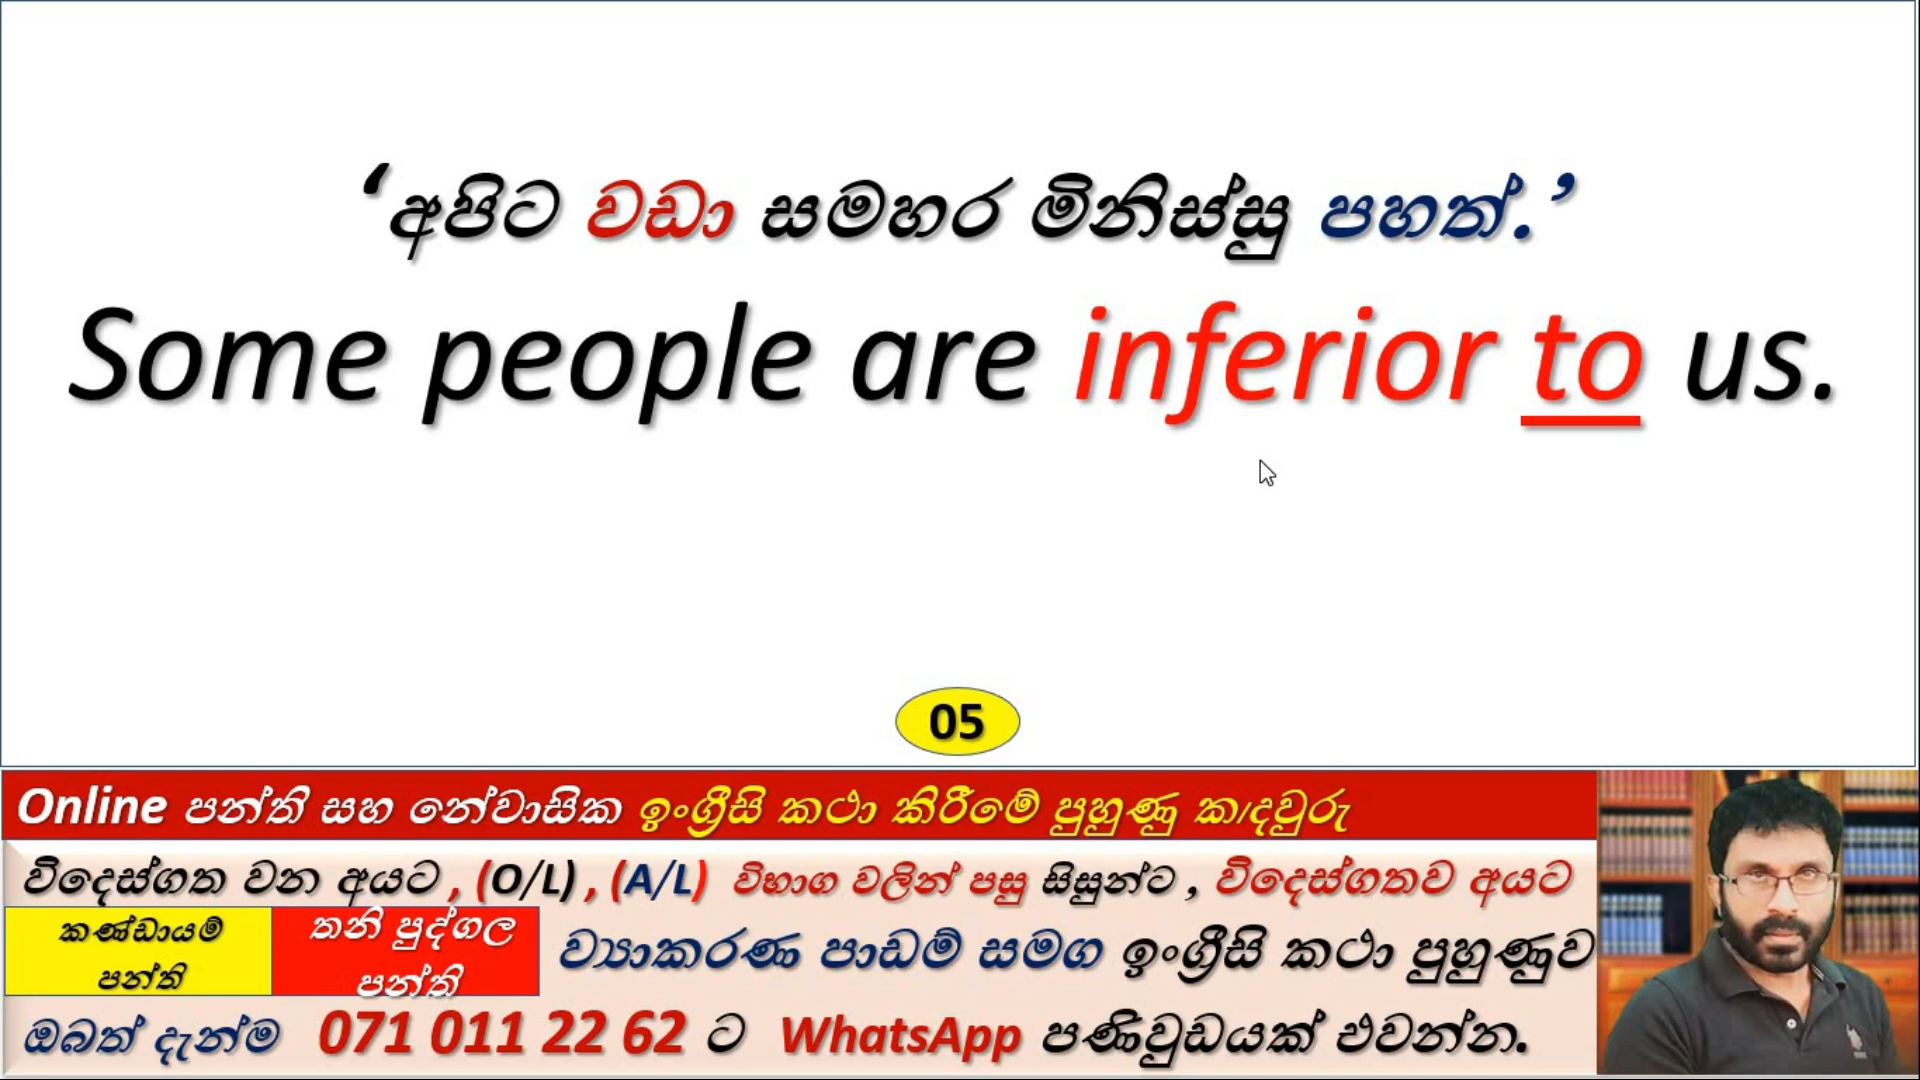 ‘අපිට වඩා සමහර මිනිස්සු පහත්.’
Some people are inferior to us.
05
Online පන්ති සහ නේවාසික ඉංග්‍රීසි කථා කිරීමේ පුහුණු කඳවුරු
විදෙස්ගත වන අයට , (O/L) , (A/L) විභාග වලින් පසු සිසුන්ට , විදෙස්ගතව අයට
කණ්ඩායම් පන්ති
තනි පුද්ගල පන්ති
ව්‍යාකරණ පාඩම් සමග ඉංග්‍රීසි කථා පුහුණුව
ඔබත් දැන්ම 071 011 22 62 ට WhatsApp පණිවුඩයක් එවන්න.